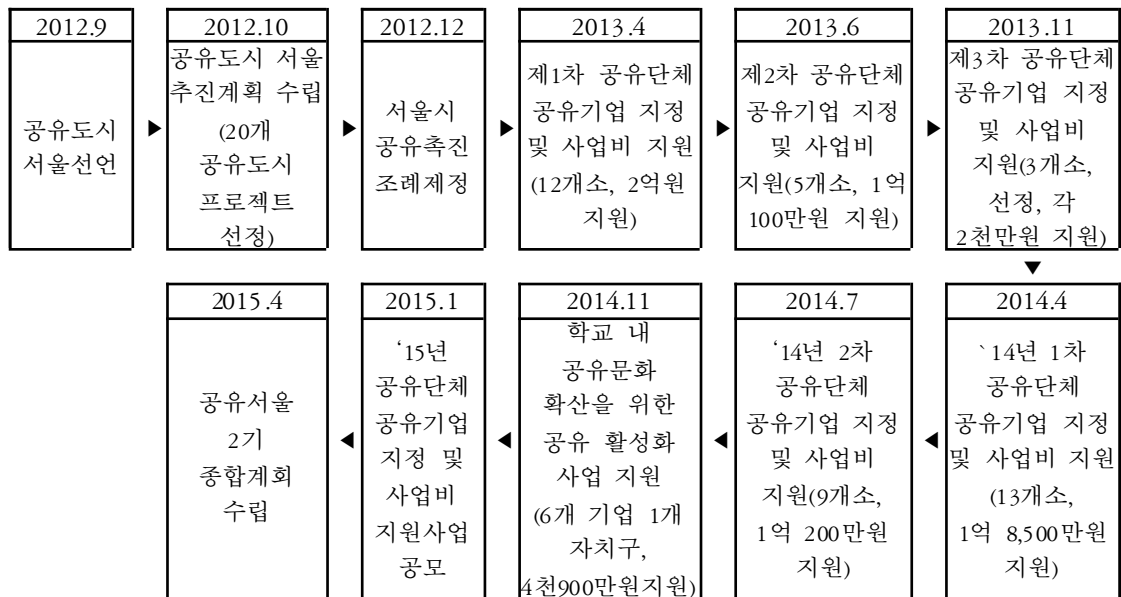 2012.9
공유도시
서울선언
▶
2012.10
공유도시 서울
추진계획 수립
(20개
공유도시
프로젝트
선정)
▶
2012.12
서울시
공유촉진
조례제정
▶
2013.4
제1차 공유단체
공유기업 지정
및 사업비 지원
(12개소, 2억원
지원)
▶
2013.6
제2차 공유단체
공유기업 지정
및 사업비
지원(5개소, 1억
100만원 지원)
▶
2013.11
제3차 공유단체
공유기업 지정
및 사업비
지원(3개소,
선정, 각
2천만원 지원)
▼
2014.4
`14년 1차
공유단체
공유기업 지정
및 사업비 지원
(13개소,
1억 8,500만원
지원)
◀
2014.7
‘14년 2차
공유단체
공유기업 지정
및 사업비
지원(9개소,
1억 200만원
지원)
◀
2014.11
학교 내
공유문화
확산을 위한
공유 활성화
사업 지원
(6개 기업 1개
자치구,
4천900만원지원)
◀
2015.1
‘15년
공유단체
공유기업
지정 및
사업비
지원사업
공모
◀
2015.4
공유서울
2기
종합계회
수립